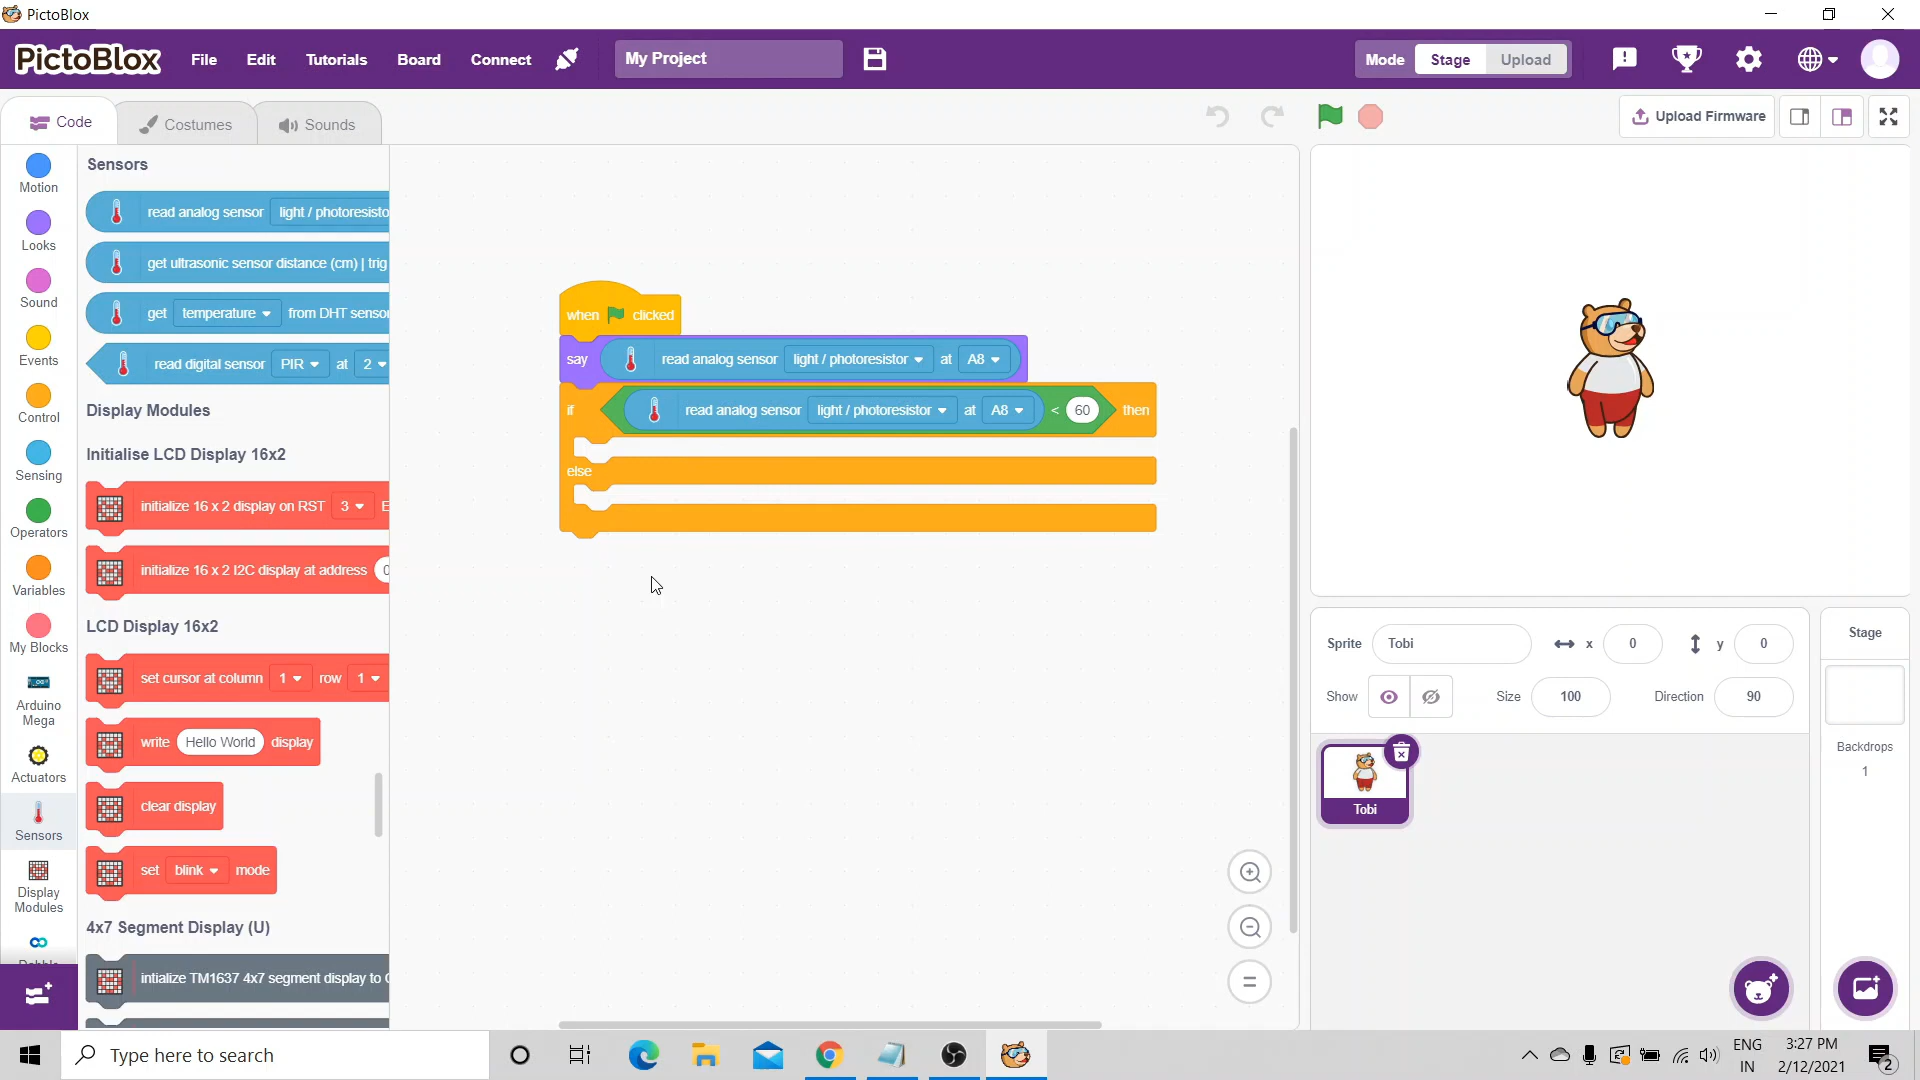 PictoBlox
PictoBlox
File
Edit
Tutorials
Board
Connect
My Project
Mode
Stage
Upload
Code
Costumes
Sounds
Upload Firmware
Motion
Looks
Sound
Events
Control
Sensing
Operators
Variables
My Blocks
Arduino
Mega
Actuators
Sensors
Display
Modules
Sensors
read analog sensor light / photoresisto
get ultrasonic sensor distance (cm) | trig
get temperature from DHT senso
read digital sensor PIR at 2
Display Modules
Initialise LCD Display 16x2
initialize 16 x 2 display on RST 3 E
initialize 16 x 2 I2C display at address 0
LCD Display 16x2
set cursor at column 1 row 1
write Hello World display
clear display
set blink mode
4x7 Segment Display (U)
intialize TM1637 4x7 segment display to C
when clicked
say read analog sensor light / photoresistor at A8
if read analog sensor light / photoresistor at A8 < 60 then
else
Sprite Tobi x 0 y 0
Show Size 100 Direction 90
Tobi
Stage
Backdrops
1
Type here to search
ENG
IN
3:27 PM
2/12/2021
2